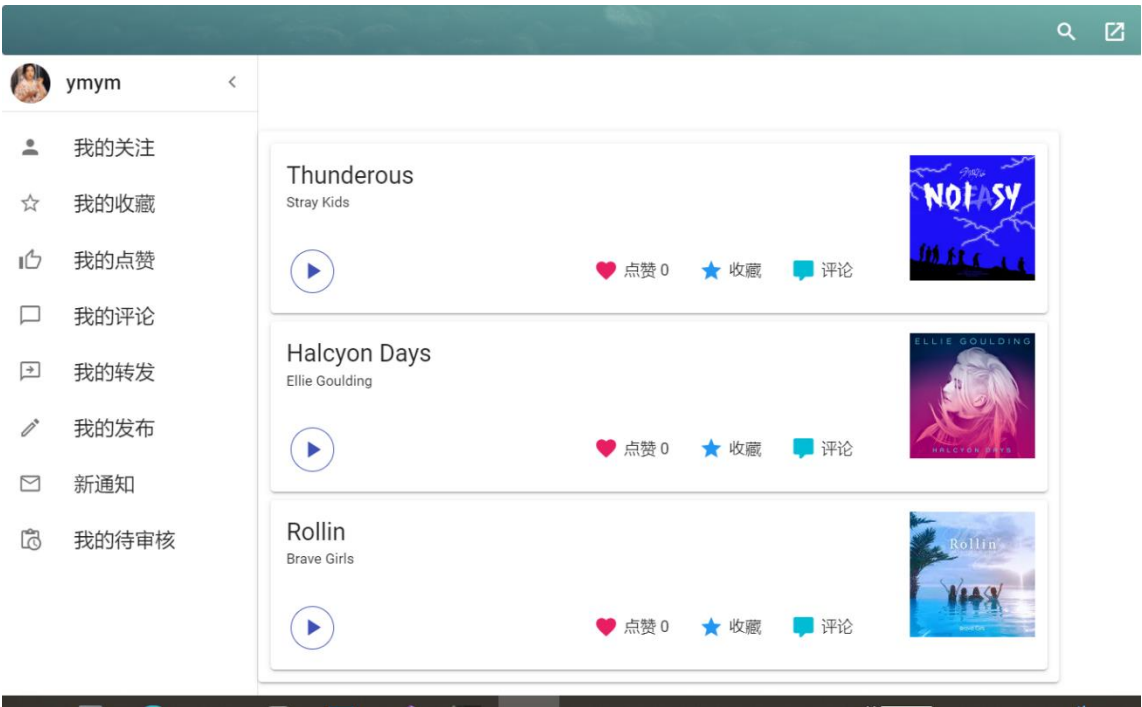 ymym
我的关注
我的收藏
我的点赞
我的评论
我的转发
我的发布
新通知
我的待审核
Thunderous
Stray Kids
点赞 0 收藏 评论
NOEASY
Halcyon Days
Ellie Goulding
点赞 0 收藏 评论
ELLIE GOULDING
HALCYON DAYS
Rollin
Brave Girls
点赞 0 收藏 评论
Rollin'